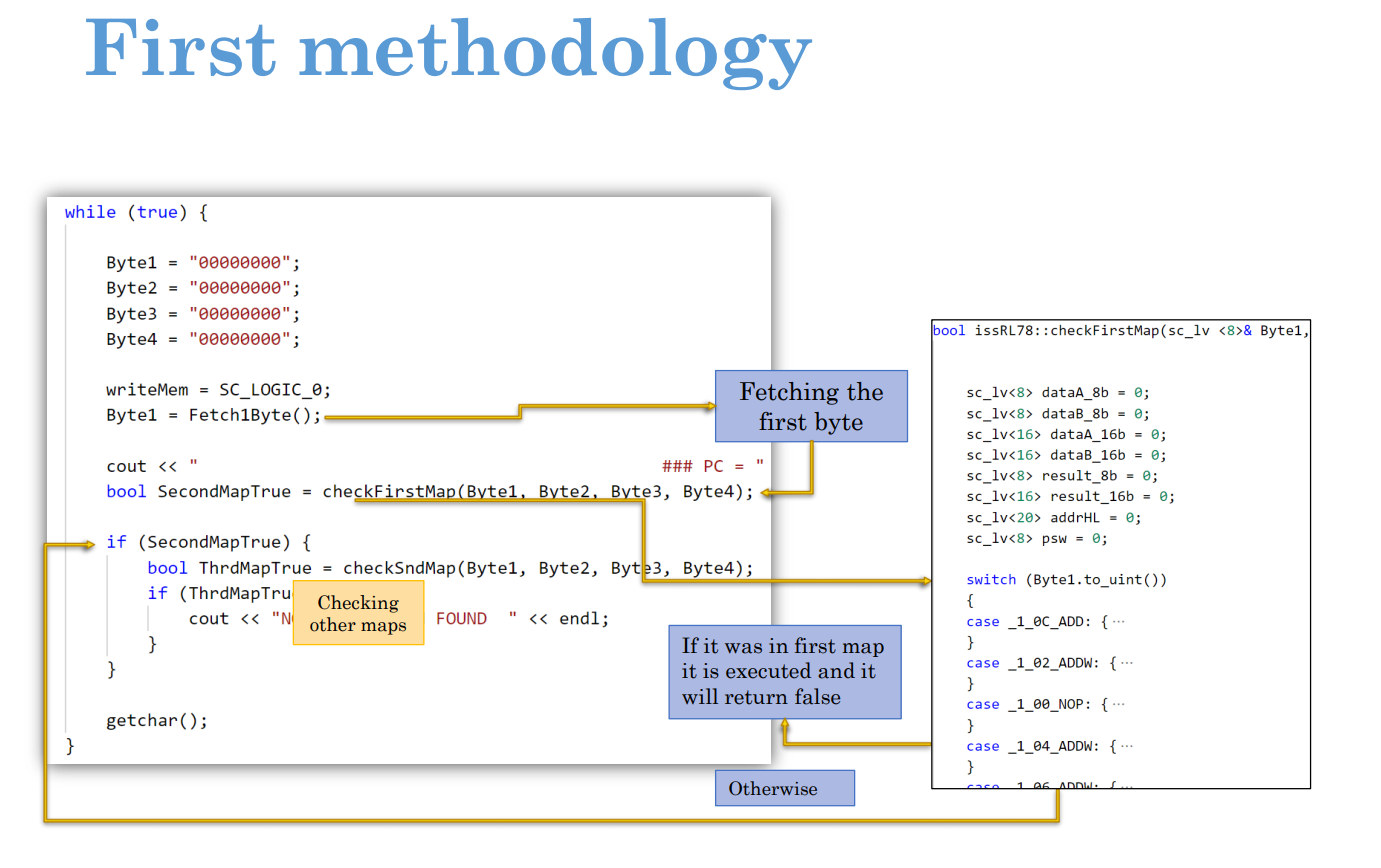 First methodology
while (true) {
Byte1 = "00000000";
Byte2 = "00000000";
Byte3 = "00000000";
Byte4 = "00000000";
writeMem = SC_LOGIC_0;
Byte1 = Fetch1Byte();
cout << " ### PC = "
bool SecondMapTrue = checkFirstMap(Byte1, Byte2, Byte3, Byte4);
if (SecondMapTrue) {
bool ThrdMapTrue = checkSndMap(Byte1, Byte2, Byte3, Byte4);
if (ThrdMapTru
cout << "N FOUND " << endl;
}
}
getchar();
}
Fetching the
first byte
Checking
other maps
If it was in first map
it is executed and it
will return false
Otherwise
bool issRL78::checkFirstMap(sc_lv <8>& Byte1,
sc_lv<8> dataA_8b = 0;
sc_lv<8> dataB_8b = 0;
sc_lv<16> dataA_16b = 0;
sc_lv<16> dataB_16b = 0;
sc_lv<8> result_8b = 0;
sc_lv<16> result_16b = 0;
sc_lv<20> addrHL = 0;
sc_lv<8> psw = 0;
switch (Byte1.to_uint())
{
case _1_0C_ADD: {···
}
case _1_02_ADDW: {···
}
case _1_00_NOP: {···
}
case _1_04_ADDW: {···
}
case _1_06_ADDW: {···